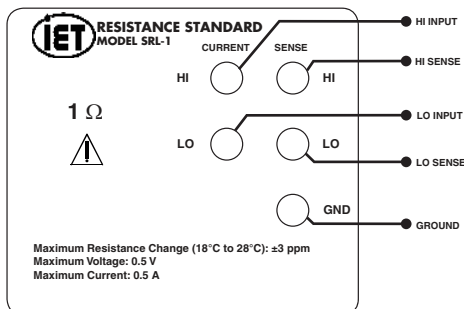 IET
RESISTANCE STANDARD
MODEL SRL-1
CURRENT SENSE
HI HI
1 Ω
LO LO
GND
Maximum Resistance Change (18°C to 28°C): ±3 ppm
Maximum Voltage: 0.5 V
Maximum Current: 0.5 A
HI INPUT
HI SENSE
LO INPUT
LO SENSE
GROUND